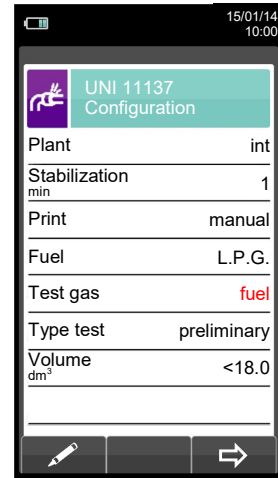 15/01/14
10:00
UNI 11137
Configuration
Plant int
Stabilization
min 1
Print manual
Fuel L.P.G.
Test gas fuel
Type test preliminary
Volume
dm³ <18.0